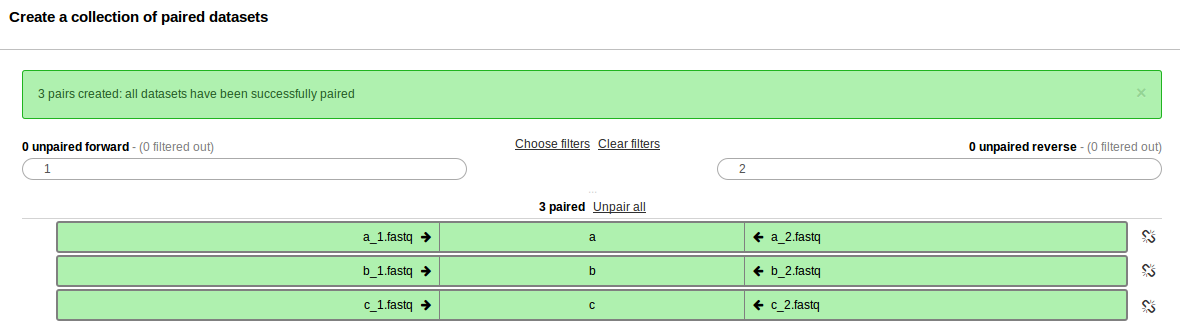 Create a collection of paired datasets
3 pairs created: all datasets have been successfully paired ×
0 unpaired forward - (0 filtered out) Choose filters Clear filters 0 unpaired reverse - (0 filtered out)
1 2
...
3 paired Unpair all
a_1.fastq → a ← a_2.fastq
b_1.fastq → b ← b_2.fastq
c_1.fastq → c ← c_2.fastq